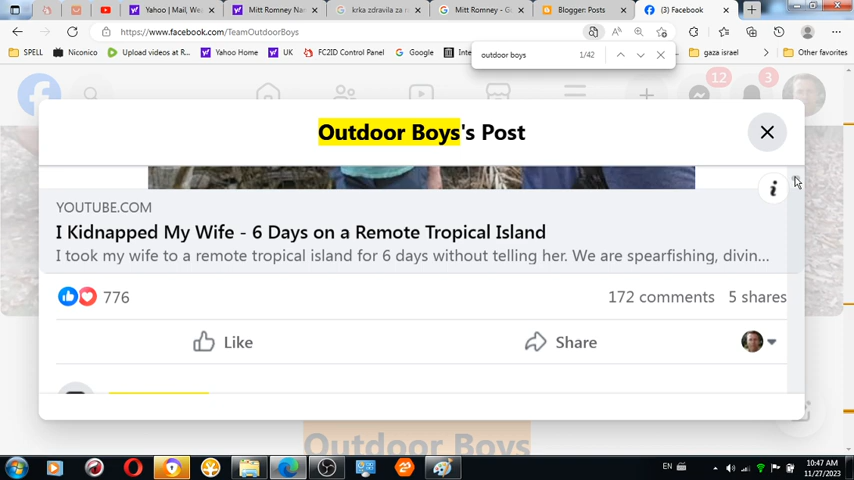 Yahoo | Mail, Wea
Mitt Romney Nas
krka zdravila za
Mitt Romney - G
Blogger: Posts
(3) Facebook
https://www.facebook.com/TeamOutdoorBoys
SPELL
Niconico
Upload videos at R...
Yahoo Home
UK
FC2ID Control Panel
Google
Inte
outdoor boys
1/42
gaza israel
Other favorites
12
3
Outdoor Boys's Post
YOUTUBE.COM
I Kidnapped My Wife - 6 Days on a Remote Tropical Island
I took my wife to a remote tropical island for 6 days without telling her. We are spearfishing, divin...
776
172 comments
5 shares
Like
Share
Outdoor Boys
EN
10:47 AM
11/27/2023